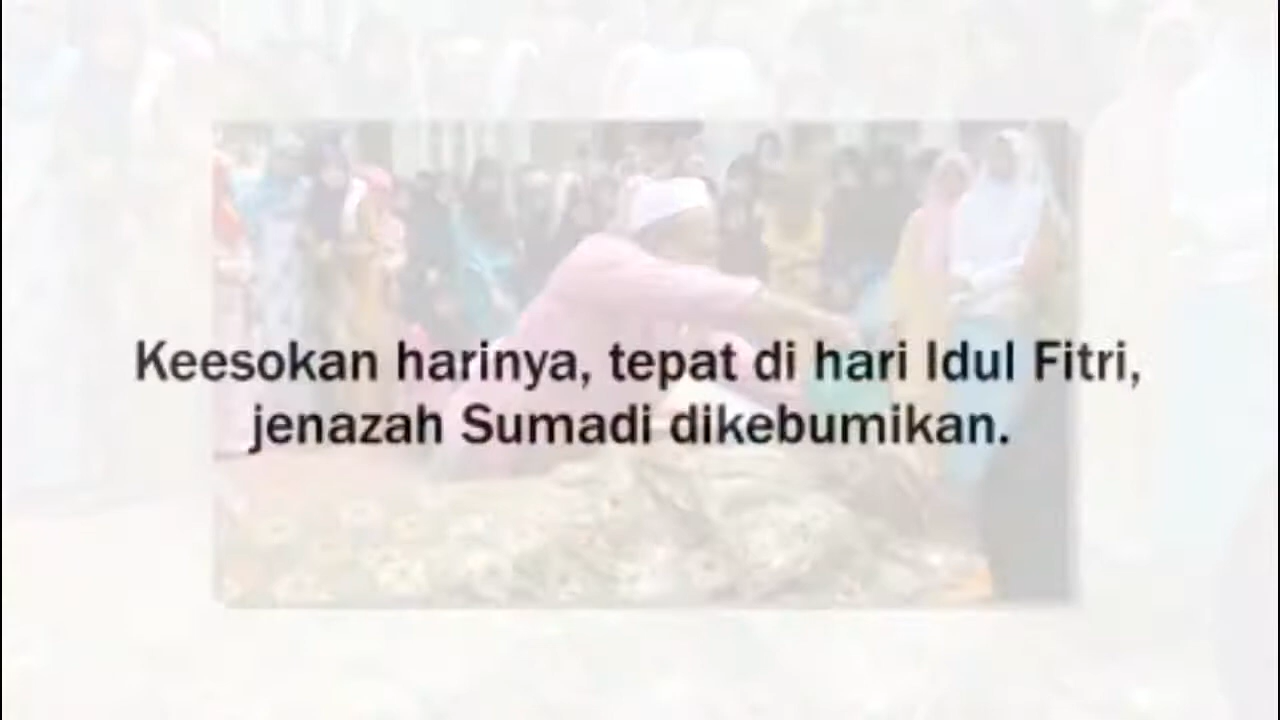 Keesokan harinya, tepat di hari Idul Fitri,
jenazah Sumadi dikebumikan.